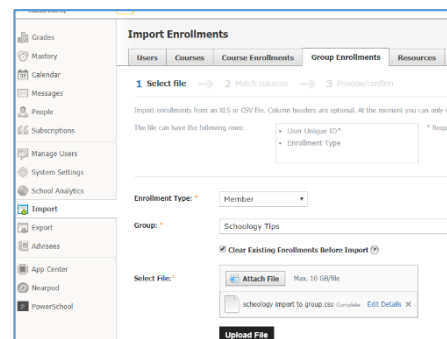 Import Enrollments
Users
Courses
Course Enrollments
Group Enrollments
Resources
1 Select file
2 Match columns
3 Preview/confirm
Import enrollments from an XLS or CSV file. Column headers are optional. At the moment you can only
The file can have the following rows:
• User Unique ID*
• Enrollment Type
* Requ
Enrollment Type: *
Member
Group: *
Schoology Tips
Clear Existing Enrollments Before Import (?)
Select File: *
Attach File
Max. 10 GB/file
schoology import to group.csv Complete Edit Details X
Upload File
Grades
Mastery
Calendar
Messages
People
Subscriptions
Manage Users
System Settings
School Analytics
Import
Export
Advisees
App Center
Nearpod
PowerSchool